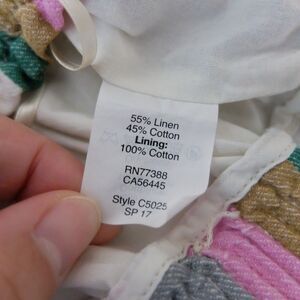 55% Linen
45% Cotton
Lining:
100% Cotton
RN77388
CA56445
Style C5025
SP 17